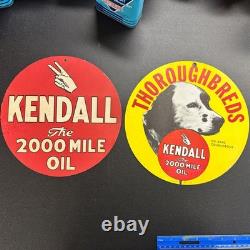 KENDALL
The
2000 MILE
OIL
THOROUGHBREDS
KENDALL
The
2000 MILE
OIL